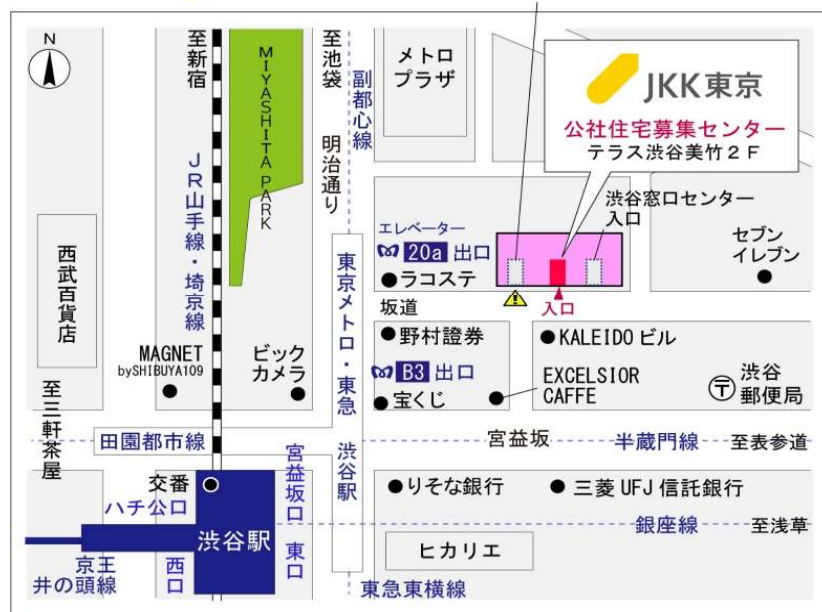 N
至新宿
MIYASHITA PARK
至池袋
副都心線
明治通り
メトロ
プラザ
JKK東京
公社住宅募集センター
テラス渋谷美竹2F
渋谷窓口センター
入口
JR山手線・埼京線
エレベーター
20a 出口
ラコステ
セブン
イレブン
西武百貨店
坂道
入口
東京メトロ・東急
渋谷駅
野村證券
KALEIDO ビル
MAGNET
bySHIBUYA109
ビック
カメラ
B3 出口
宝くじ
EXCELSIOR
CAFFE
渋谷
郵便局
至三軒茶屋
田園都市線
宮益坂
半蔵門線
至表参道
交番
ハチ公口
宮益坂口
りそな銀行
三菱UFJ信託銀行
渋谷駅
銀座線
至浅草
京王
井の頭線
西口
東口
ヒカリエ
東急東横線